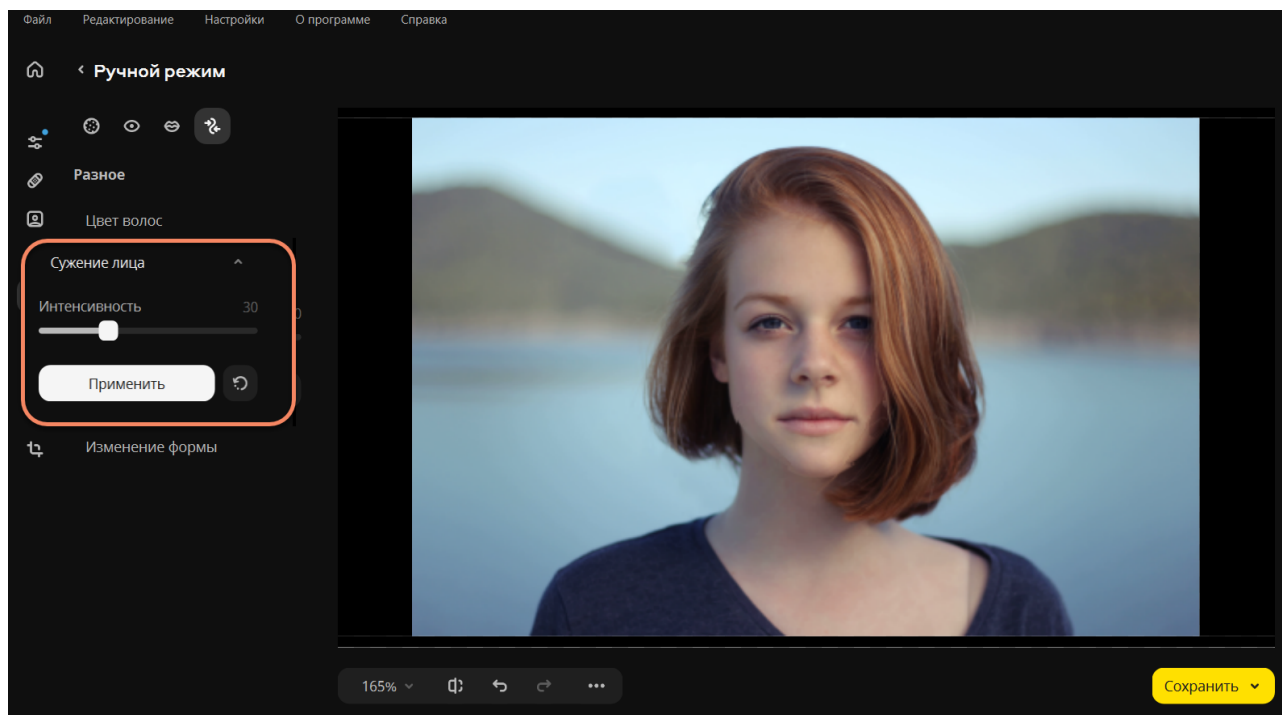 Файл Редактирование Настройки О программе Справка
Ручной режим
Разное
Цвет волос
Сужение лица
Интенсивность 30
Применить
Изменение формы
165%
Сохранить